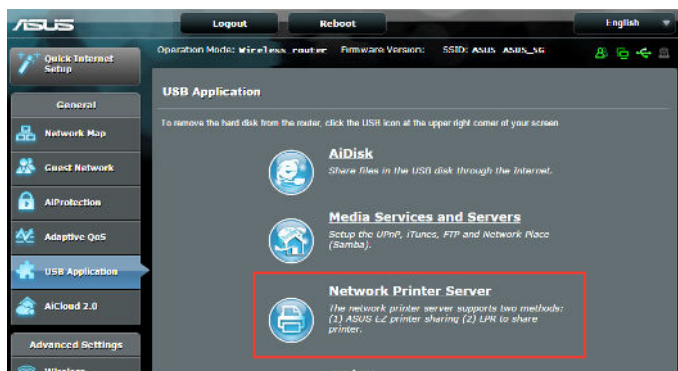 ASUS
Logout
Reboot
English
Operation Mode: Wireless router Firmware Version: SSID: ASUS ASUS_5G
Quick Internet
Setup
General
Network Map
Guest Network
AiProtection
Adaptive QoS
USB Application
AiCloud 2.0
Advanced Settings
Wireless
USB Application
To remove the hard disk from the router, click the USB icon at the upper right corner of your screen
AiDisk
Share files in the USB disk through the Internet.
Media Services and Servers
Setup the UPnP, iTunes, FTP and Network Place
(Samba).
Network Printer Server
The network printer server supports two methods:
(1) ASUS EZ printer sharing (2) LPR to share
printer.